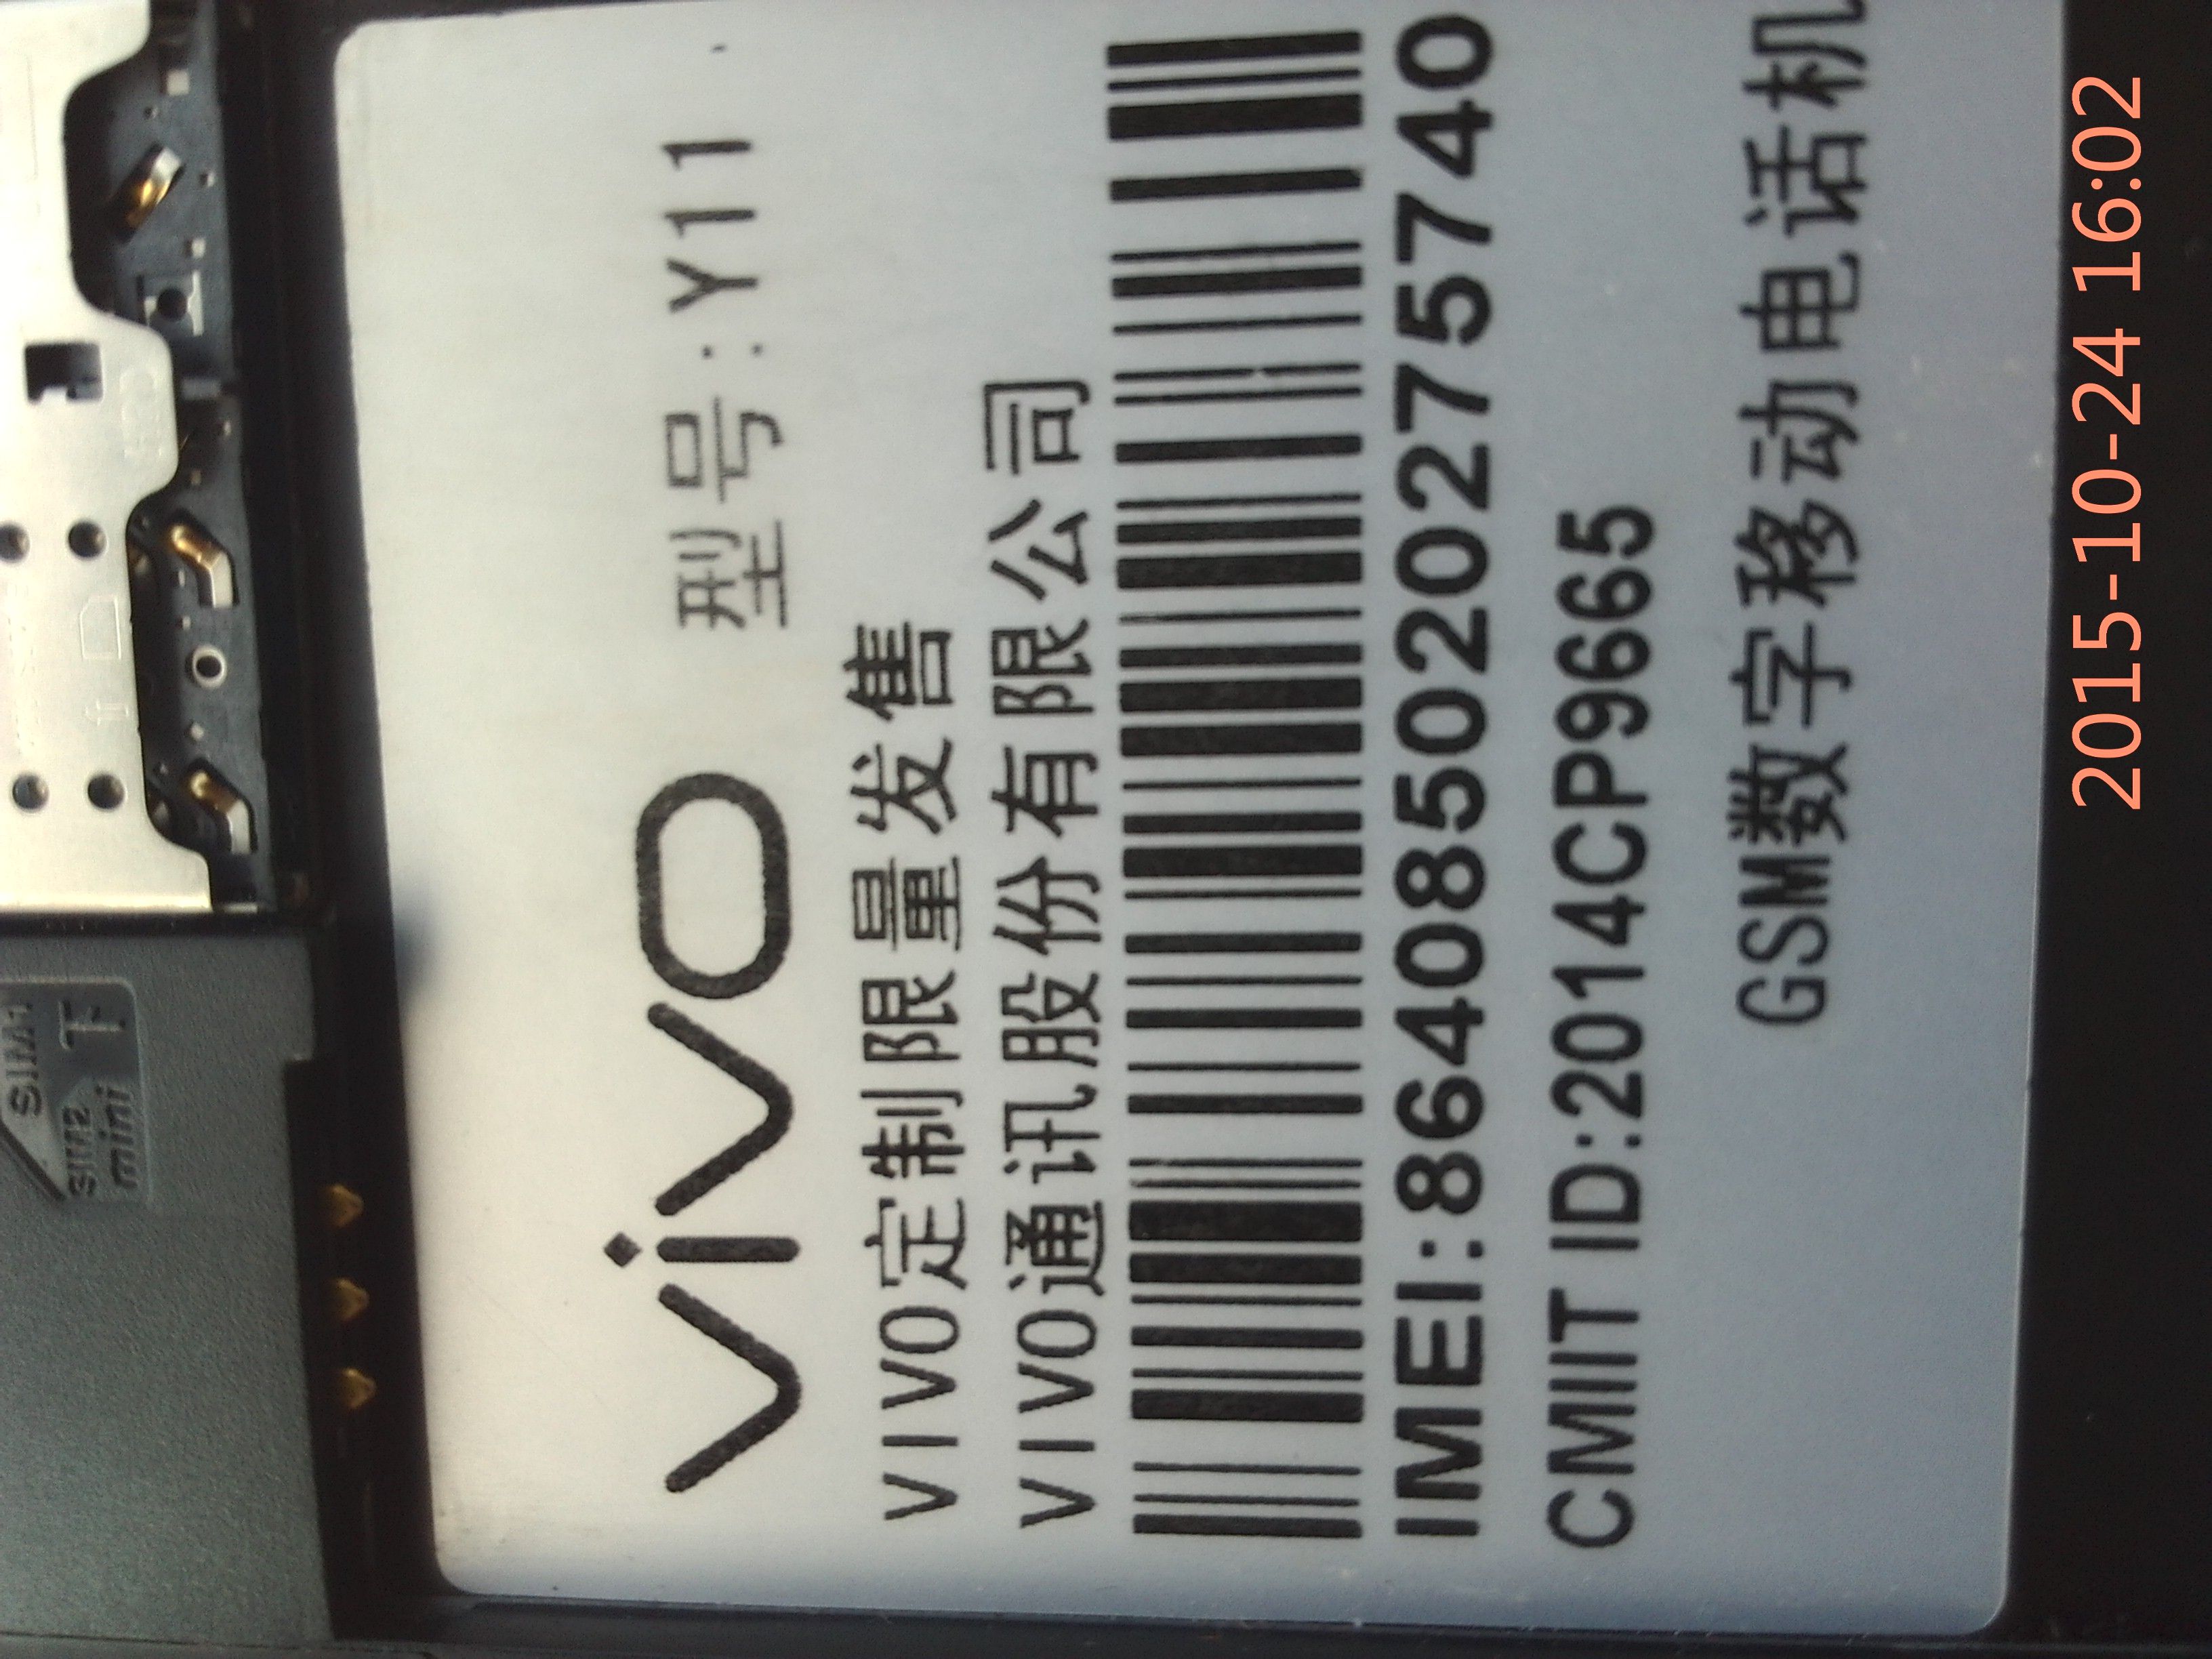 vivo 型号:Y11
VIVO定制限量发售
VIVO通讯股份有限公司
IMEI:864085020275740
CMIIT ID:2014CP9665
GSM数字移动电话机
SIM1
SIM2
mini
2015-10-24 16:02